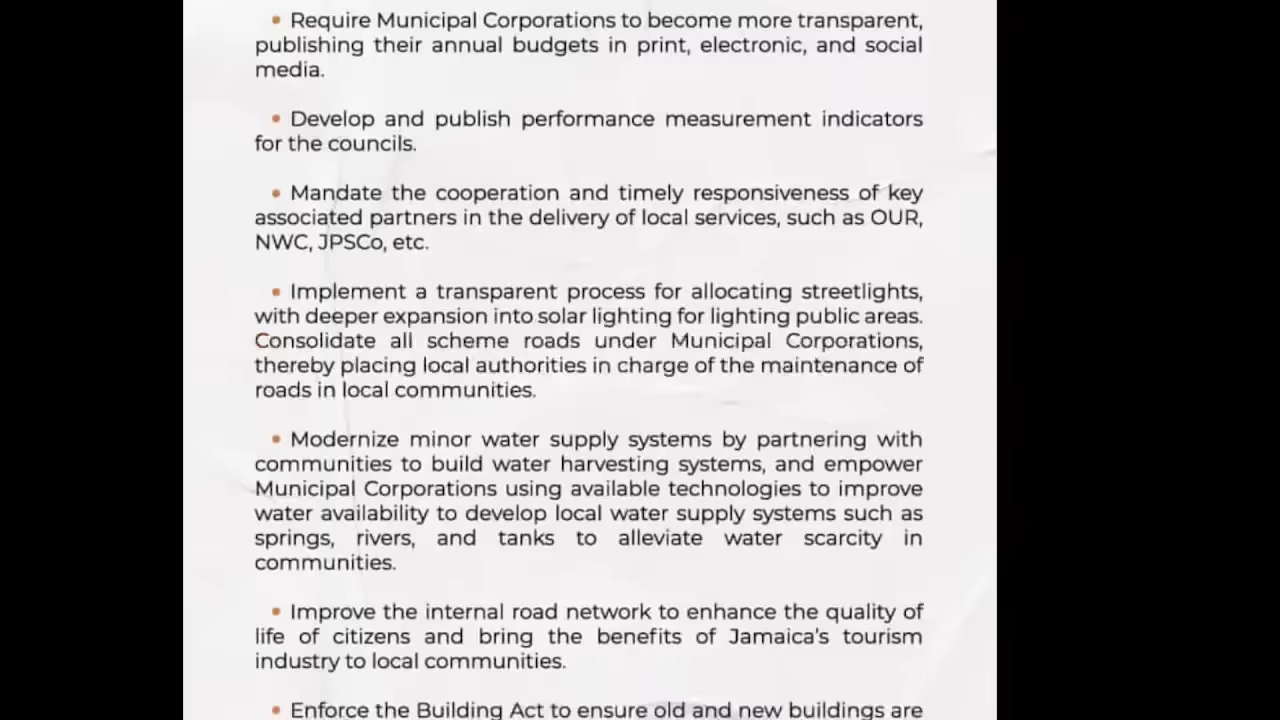 • Require Municipal Corporations to become more transparent,
publishing their annual budgets in print, electronic, and social
media.
• Develop and publish performance measurement indicators
for the councils.
• Mandate the cooperation and timely responsiveness of key
associated partners in the delivery of local services, such as OUR,
NWC, JPSCo, etc.
• Implement a transparent process for allocating streetlights,
with deeper expansion into solar lighting for lighting public areas.
Consolidate all scheme roads under Municipal Corporations,
thereby placing local authorities in charge of the maintenance of
roads in local communities.
• Modernize minor water supply systems by partnering with
communities to build water harvesting systems, and empower
Municipal Corporations using available technologies to improve
water availability to develop local water supply systems such as
springs, rivers, and tanks to alleviate water scarcity in
communities.
• Improve the internal road network to enhance the quality of
life of citizens and bring the benefits of Jamaica's tourism
industry to local communities.
• Enforce the Building Act to ensure old and new buildings are